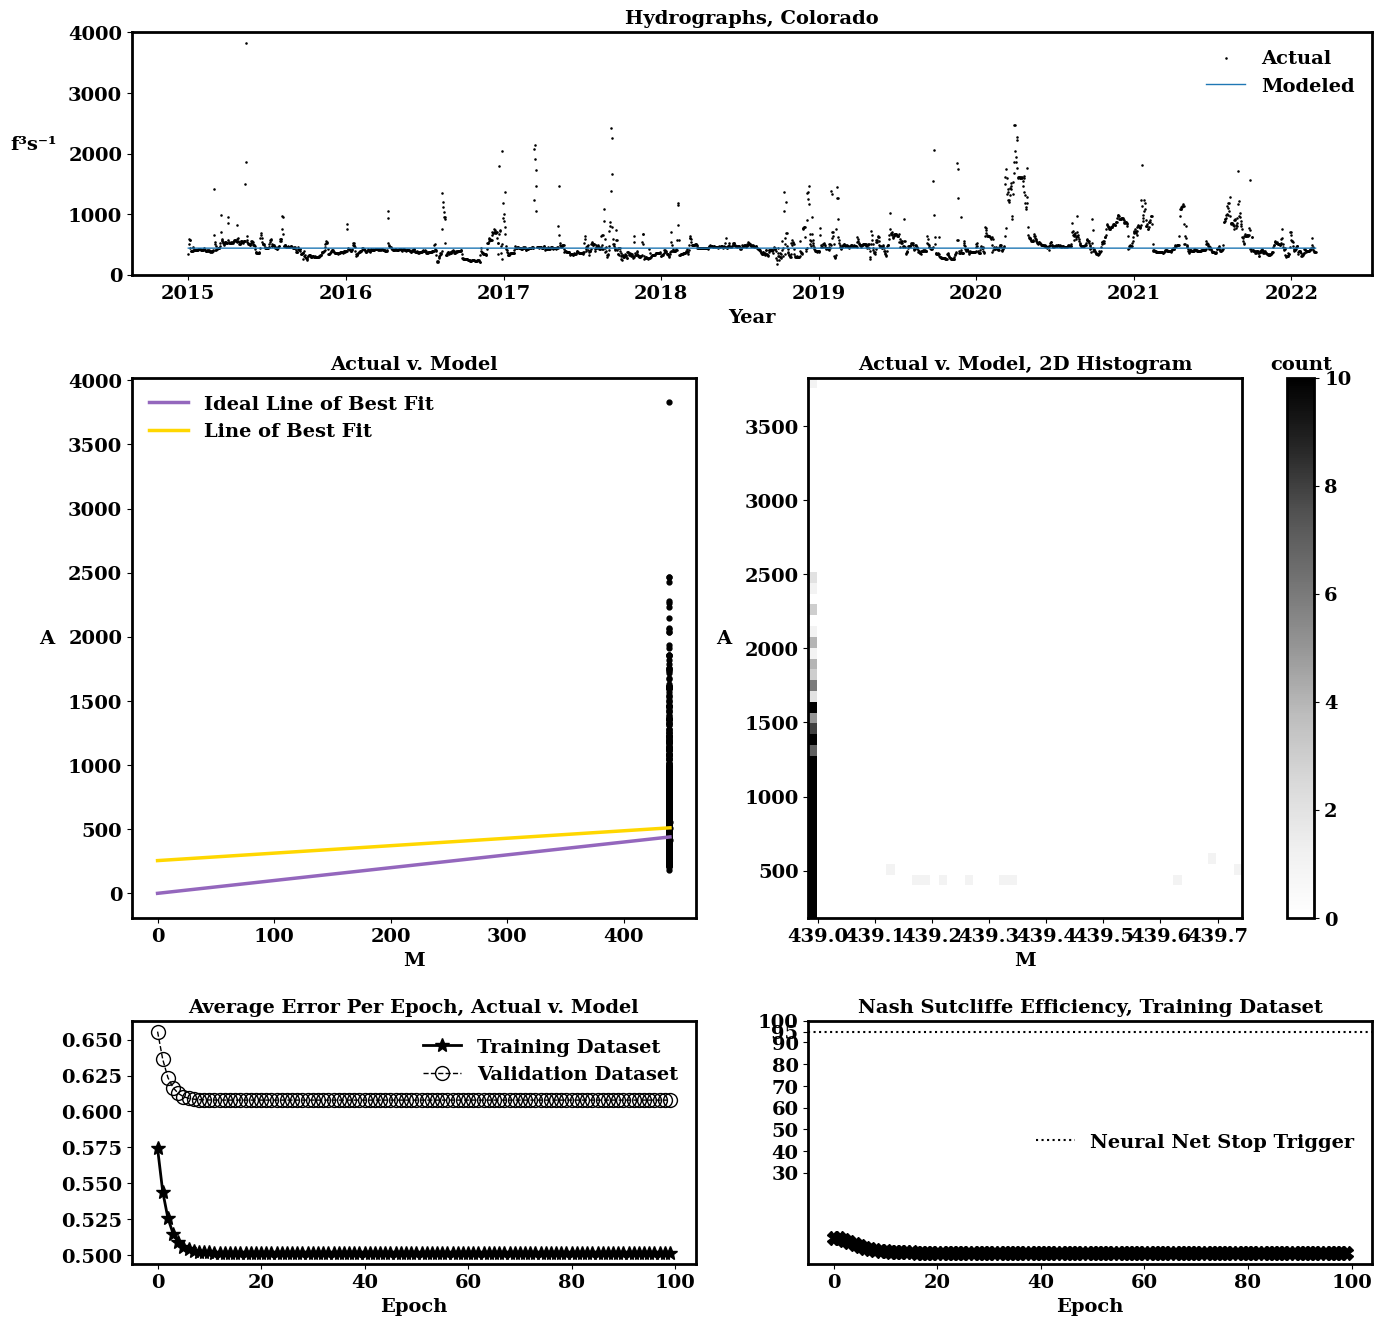 Hydrographs, Colorado
4000
3000
2000
1000
0
f³s⁻¹
Actual
Modeled
2015 2016 2017 2018 2019 2020 2021 2022
Year
Actual v. Model
4000
3500
3000
2500
2000
1500
1000
500
0
A
Ideal Line of Best Fit
Line of Best Fit
0 100 200 300 400
M
Actual v. Model, 2D Histogram
3500
3000
2500
2000
1500
1000
500
A
439.0 439.1 439.2 439.3 439.4 439.5 439.6 439.7
M
count
10
8
6
4
2
0
Average Error Per Epoch, Actual v. Model
0.650
0.625
0.600
0.575
0.550
0.525
0.500
Training Dataset
Validation Dataset
0 20 40 60 80 100
Epoch
Nash Sutcliffe Efficiency, Training Dataset
100
95
90
80
70
60
50
40
30
Neural Net Stop Trigger
0 20 40 60 80 100
Epoch